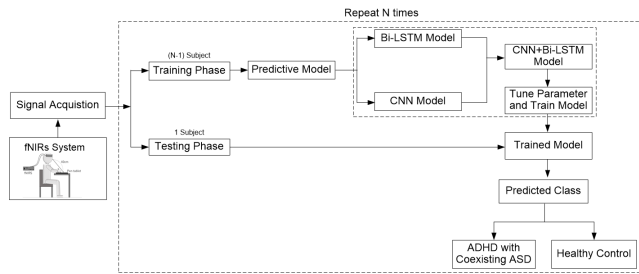 Repeat N times
Bi-LSTM Model
(N-1) Subject
Training Phase
Predictive Model
CNN+Bi-LSTM
Model
CNN Model
Tune Parameter
and Train Model
Signal Acquistion
1 Subject
Testing Phase
Trained Model
fNIRs System
Predicted Class
ADHD with
Coexisting ASD
Healthy Control